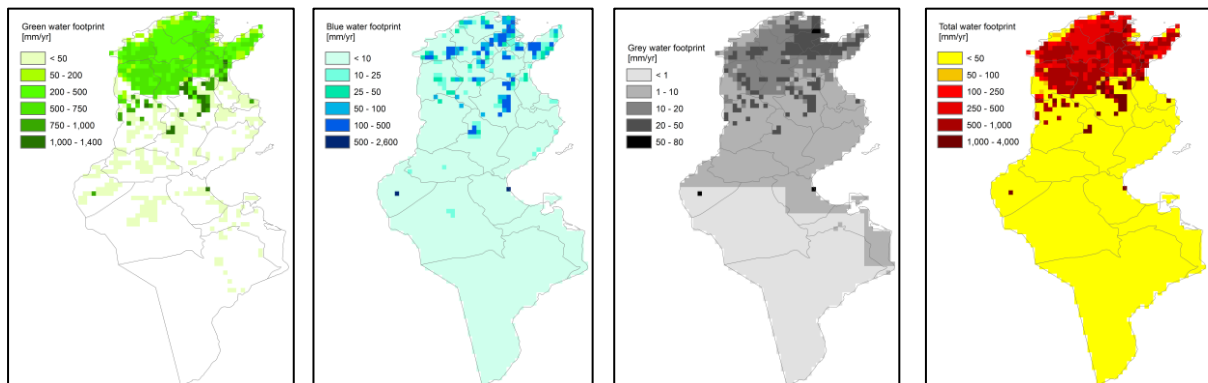 Green water footprint
[mm/yr]
< 50
50 - 200
200 - 500
500 - 750
750 - 1,000
1,000 - 1,400
Blue water footprint
[mm/yr]
< 10
10 - 25
25 - 50
50 - 100
100 - 500
500 - 2,600
Grey water footprint
[mm/yr]
< 1
1 - 10
10 - 20
20 - 50
50 - 80
Total water footprint
[mm/yr]
< 50
50 - 100
100 - 250
250 - 500
500 - 1,000
1,000 - 4,000